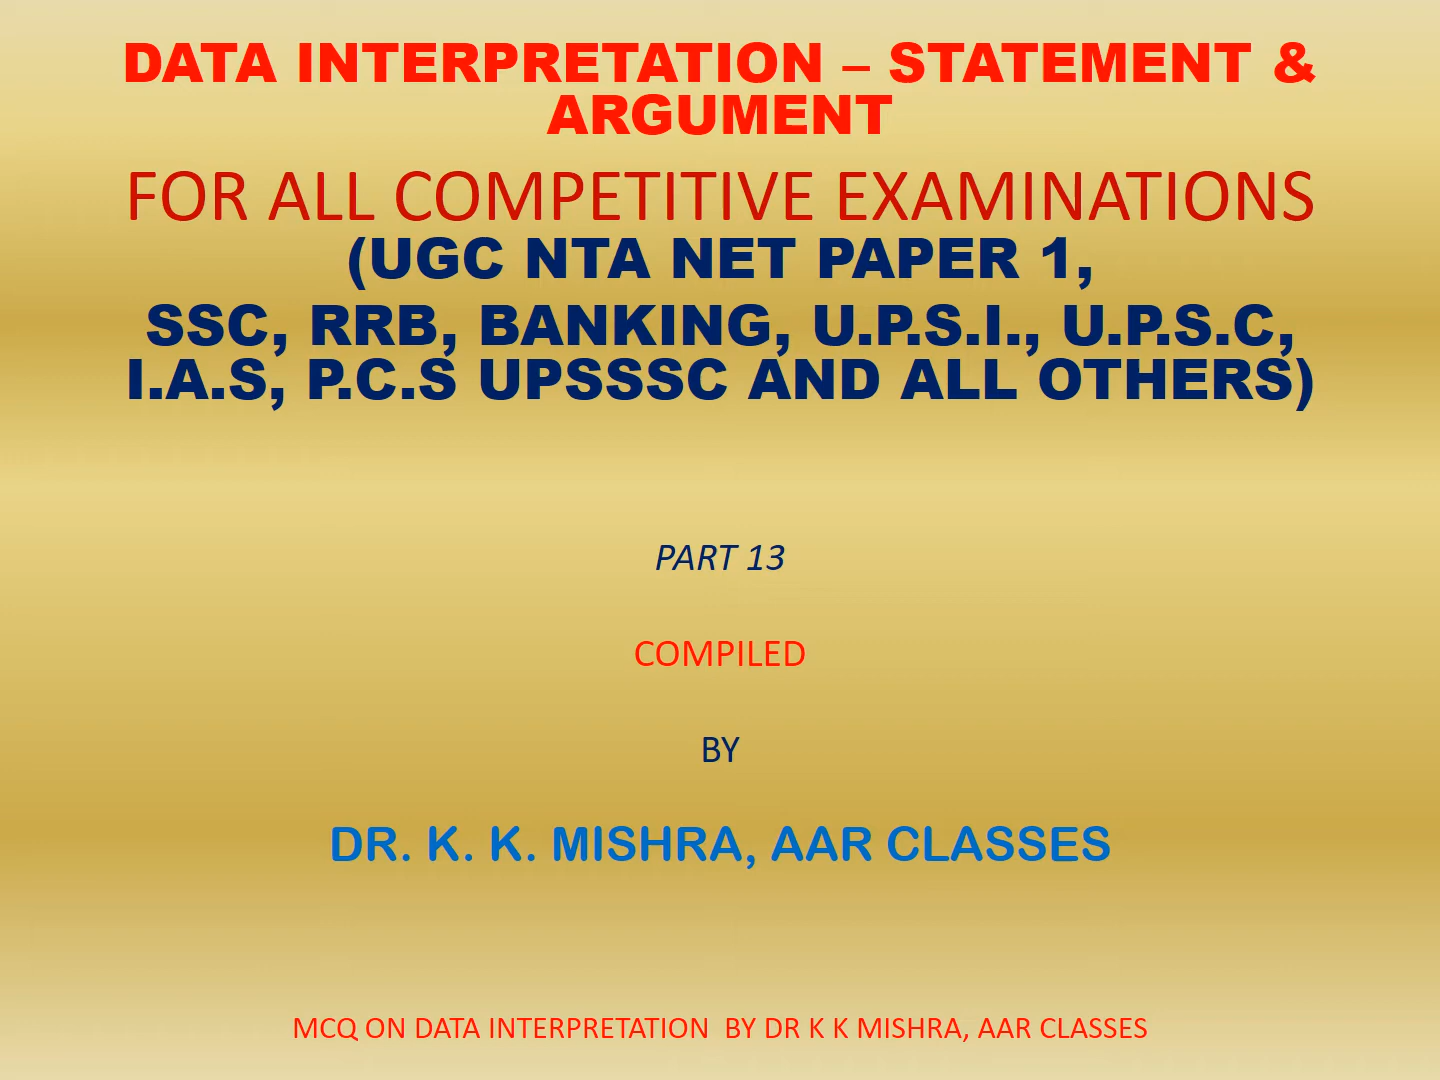 DATA INTERPRETATION – STATEMENT &
ARGUMENT
FOR ALL COMPETITIVE EXAMINATIONS
(UGC NTA NET PAPER 1,
SSC, RRB, BANKING, U.P.S.I., U.P.S.C,
I.A.S, P.C.S UPSSSC AND ALL OTHERS)
PART 13
COMPILED
BY
DR. K. K. MISHRA, AAR CLASSES
MCQ ON DATA INTERPRETATION  BY DR K K MISHRA, AAR CLASSES